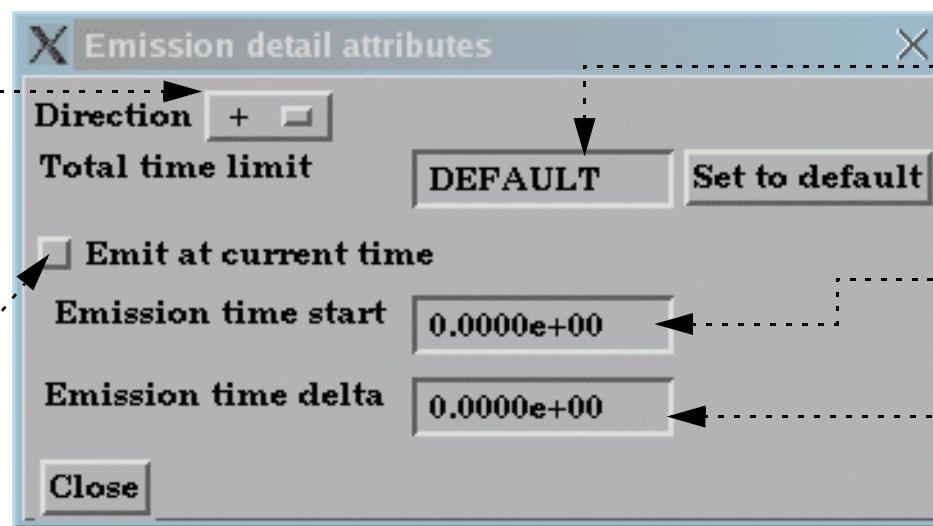 Emission detail attributes
Direction +
Total time limit DEFAULT Set to default
Emit at current time
Emission time start 0.0000e+00
Emission time delta 0.0000e+00
Close